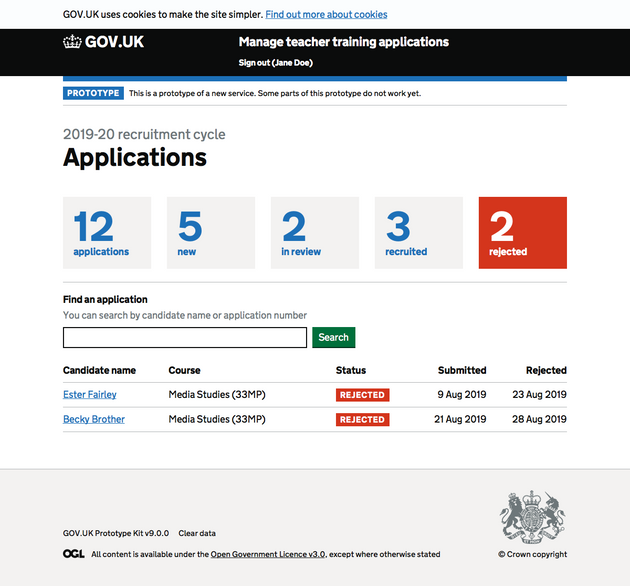 GOV.UK uses cookies to make the site simpler. Find out more about cookies
GOV.UK
Manage teacher training applications
Sign out (Jane Doe)
PROTOTYPE This is a prototype of a new service. Some parts of this prototype do not work yet.
2019-20 recruitment cycle
Applications
12 5 2 3 2
applications new in review recruited rejected
Find an application
You can search by candidate name or application number
Search
Candidate name Course Status Submitted Rejected
Ester Fairley Media Studies (33MP) REJECTED 9 Aug 2019 23 Aug 2019
Becky Brother Media Studies (33MP) REJECTED 21 Aug 2019 28 Aug 2019
GOV.UK Prototype Kit v9.0.0 Clear data
OGL All content is available under the Open Government Licence v3.0, except where otherwise stated
© Crown copyright